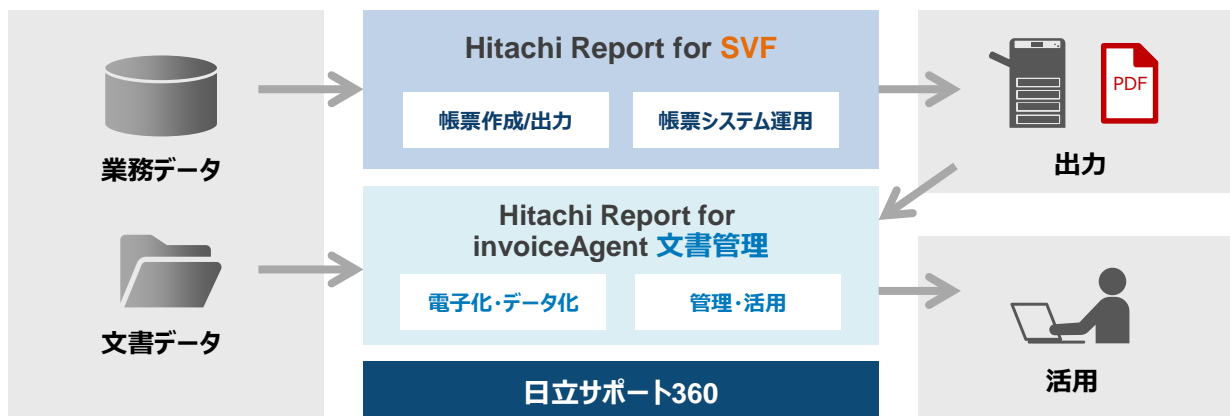 業務データ
文書データ
Hitachi Report for SVF
帳票作成/出力
帳票システム運用
Hitachi Report for
invoiceAgent 文書管理
電子化・データ化
管理・活用
日立サポート360
PDF
出力
活用